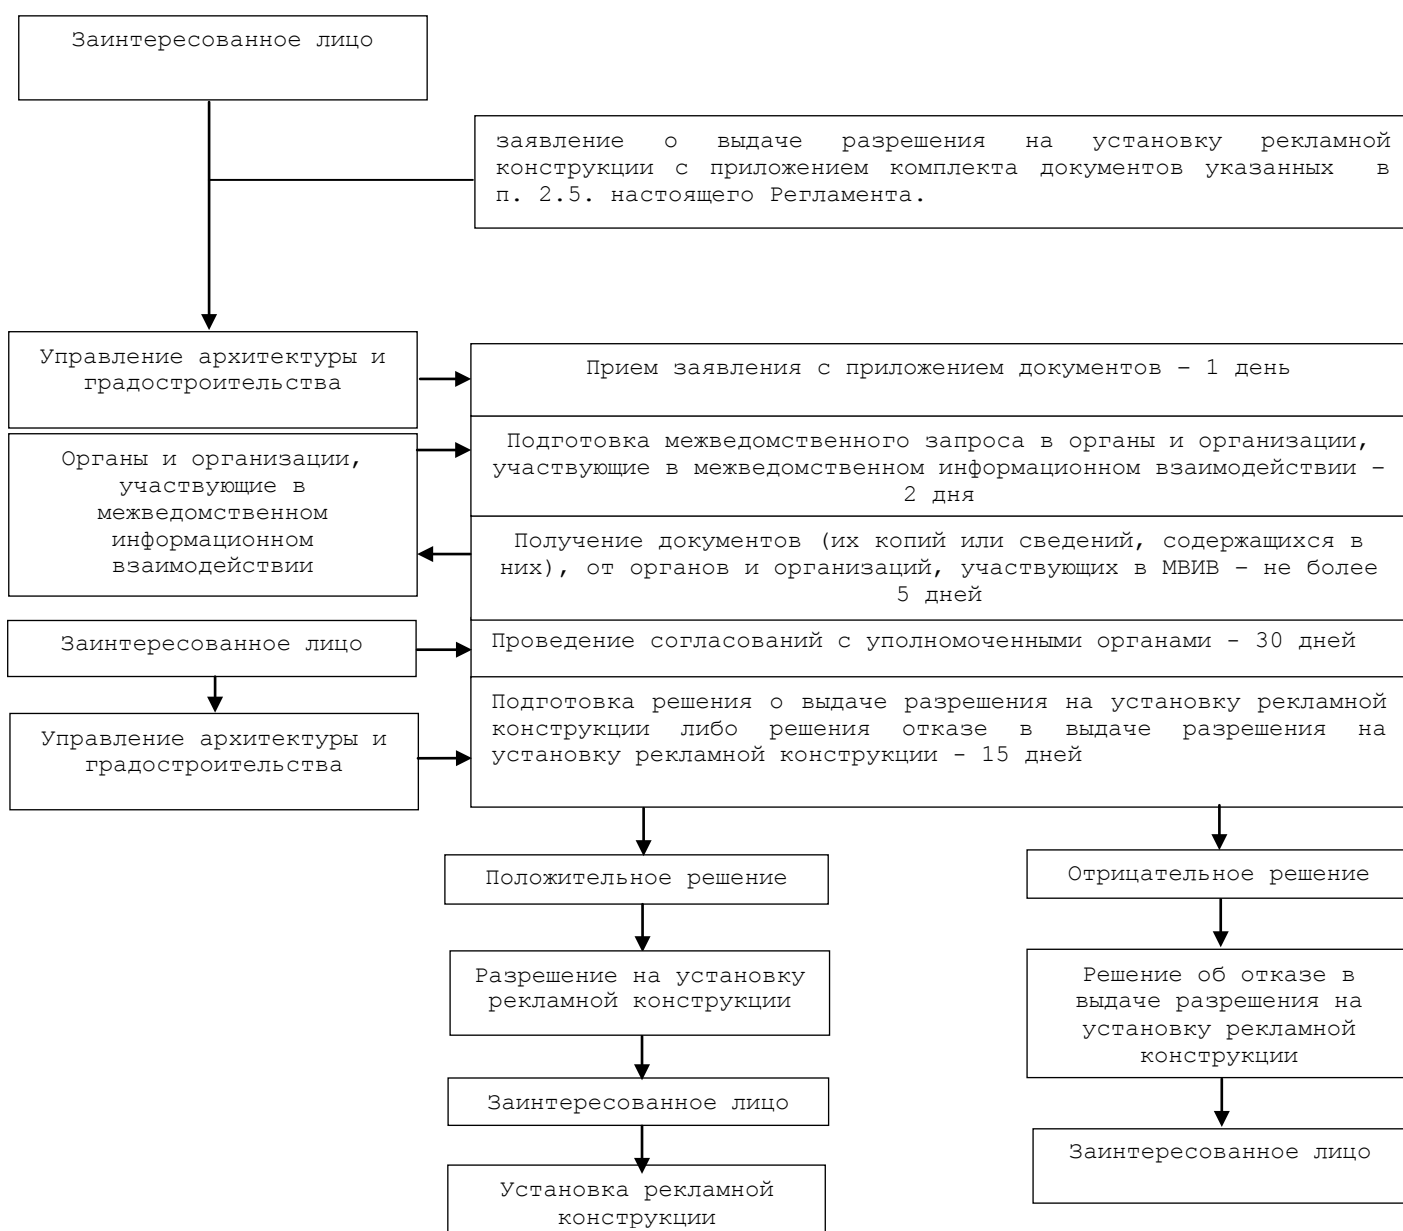 Заинтересованное лицо
заявление о выдаче разрешения на установку рекламной
конструкции с приложением комплекта документов указанных в
п. 2.5. настоящего Регламента.
Управление архитектуры и
градостроительства
Прием заявления с приложением документов – 1 день
Органы и организации,
участвующие в
межведомственном
информационном
взаимодействии
Подготовка межведомственного запроса в органы и организации,
участвующие в межведомственном информационном взаимодействии –
2 дня
Получение документов (их копий или сведений, содержащихся в
них), от органов и организаций, участвующих в МВИВ – не более
5 дней
Заинтересованное лицо
Проведение согласований с уполномоченными органами - 30 дней
Управление архитектуры и
градостроительства
Подготовка решения о выдаче разрешения на установку рекламной
конструкции либо решения отказе в выдаче разрешения на
установку рекламной конструкции - 15 дней
Положительное решение
Отрицательное решение
Разрешение на установку
рекламной конструкции
Решение об отказе в
выдаче разрешения на
установку рекламной
конструкции
Заинтересованное лицо
Заинтересованное лицо
Установка рекламной
конструкции